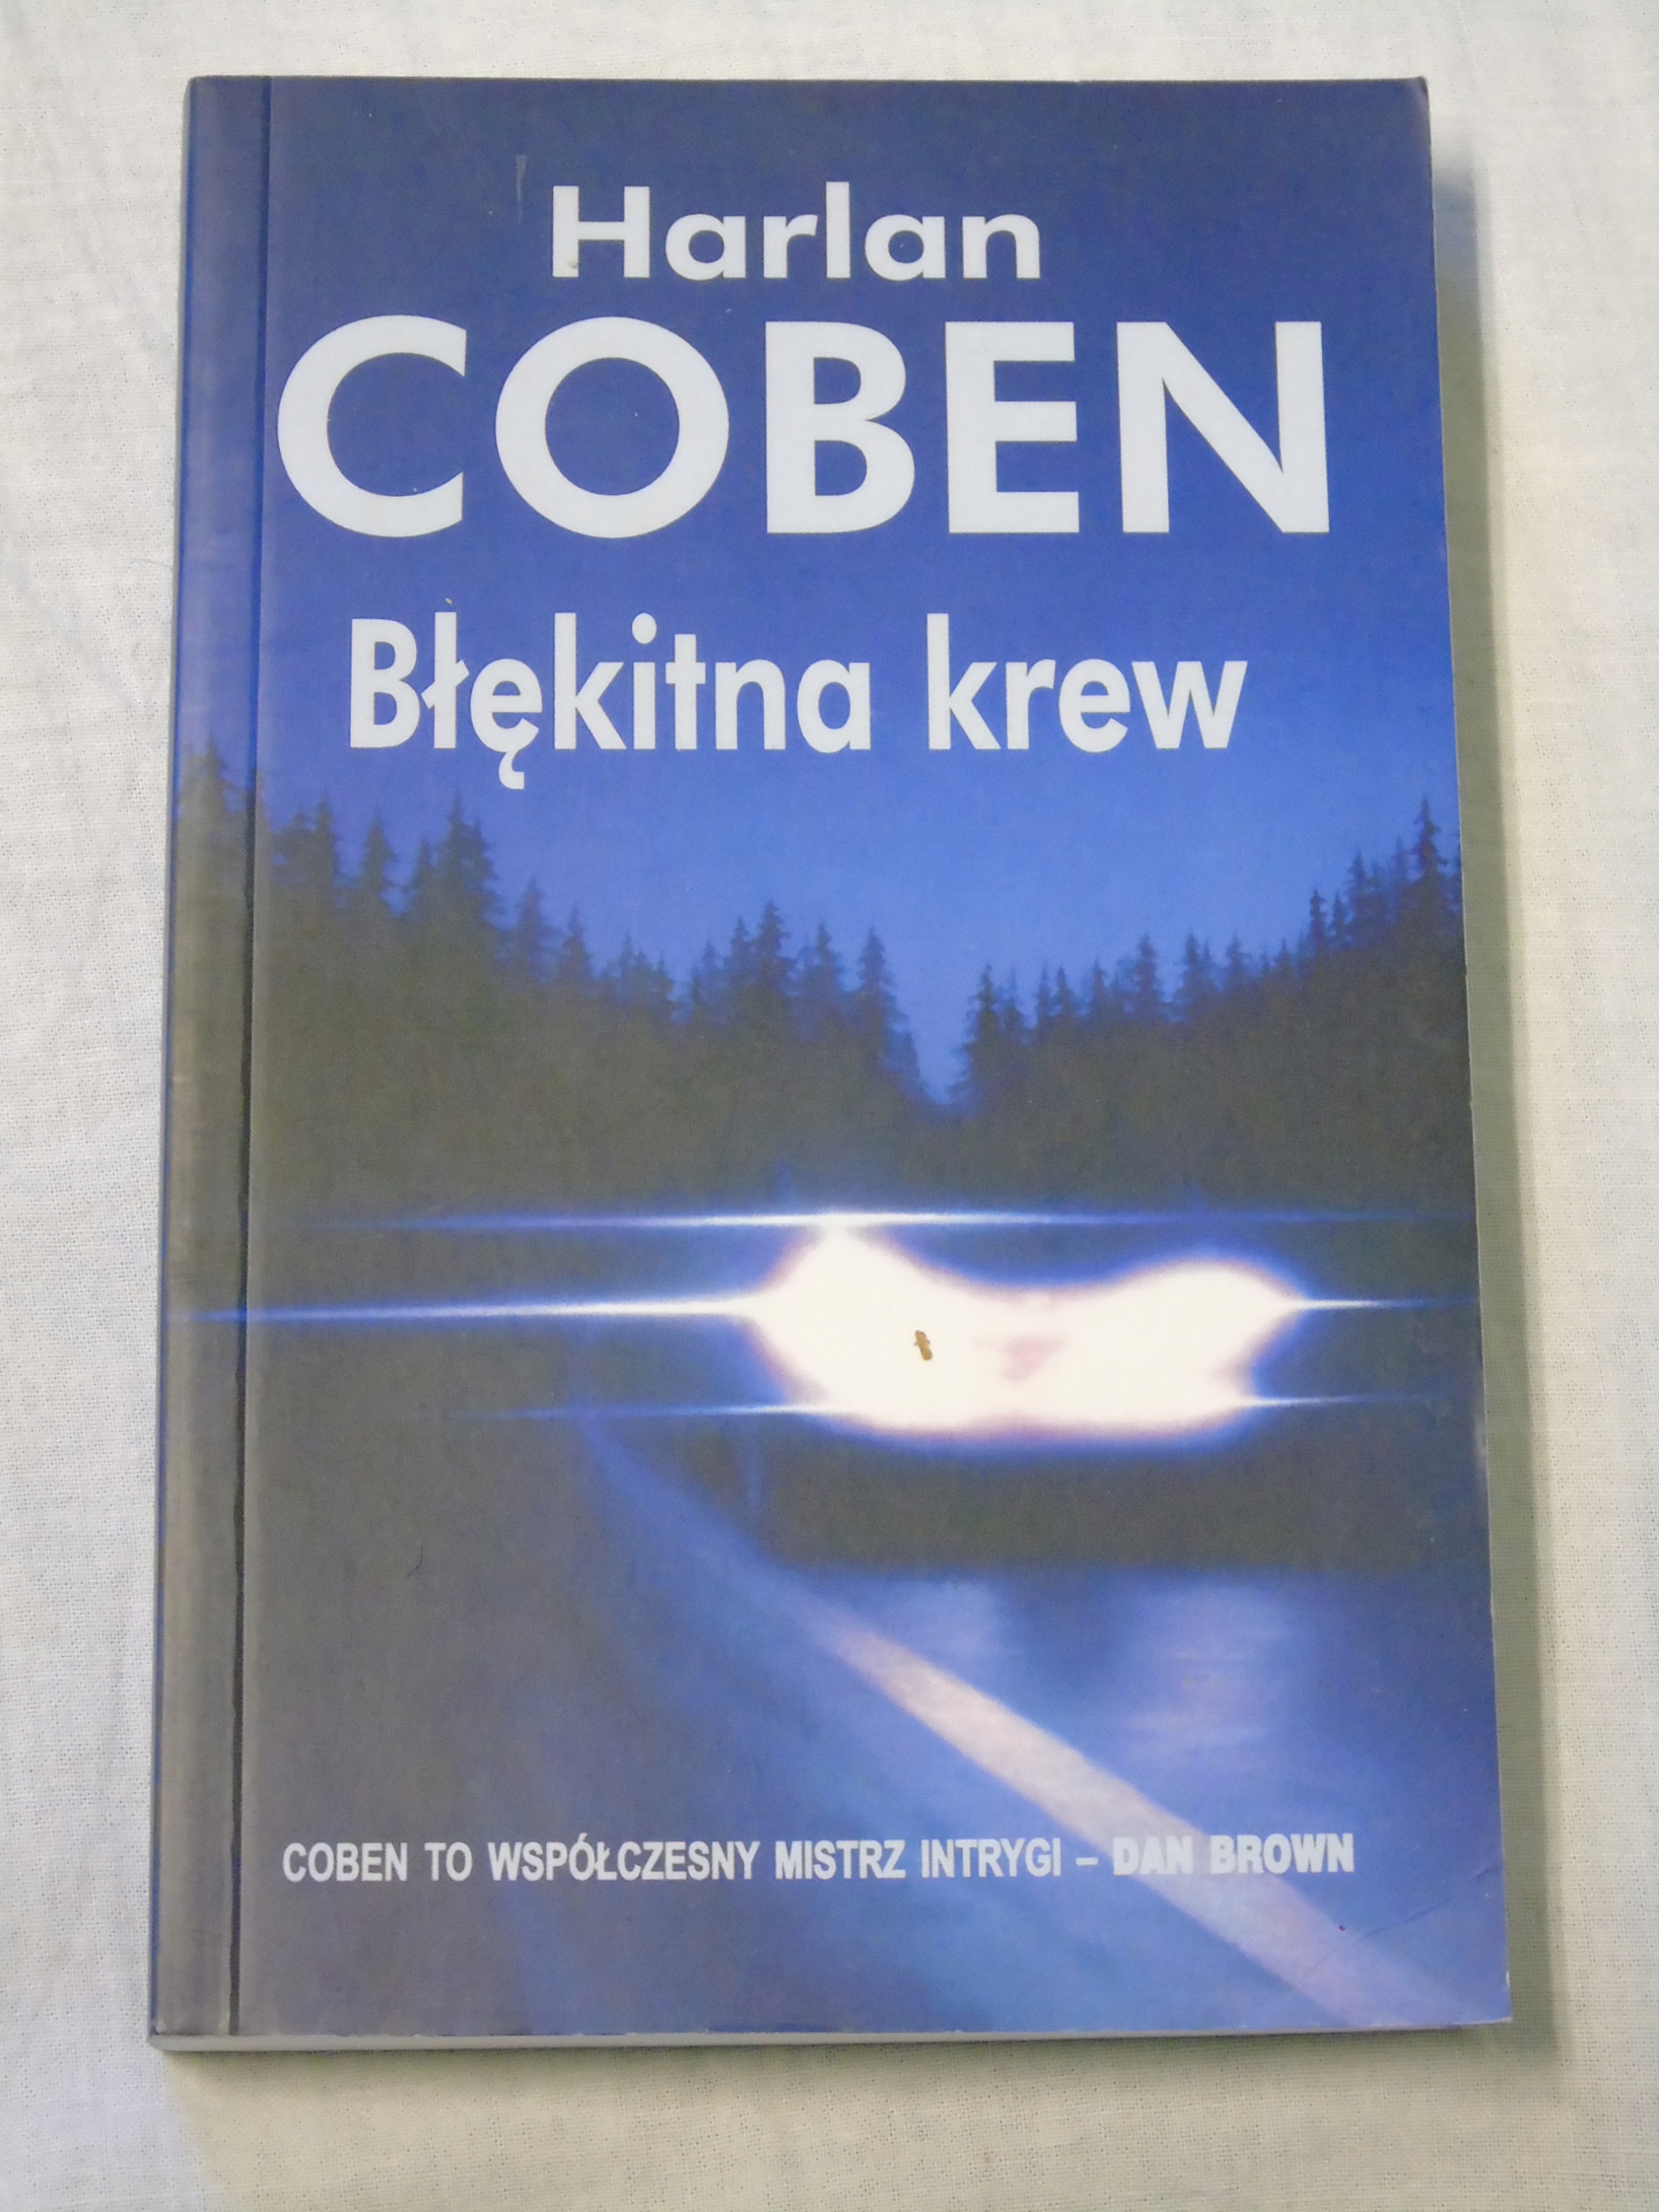 Harlan
COBEN
Błękitna krew
COBEN TO WSPÓŁCZESNY MISTRZ INTRYGI – DAN BROWN